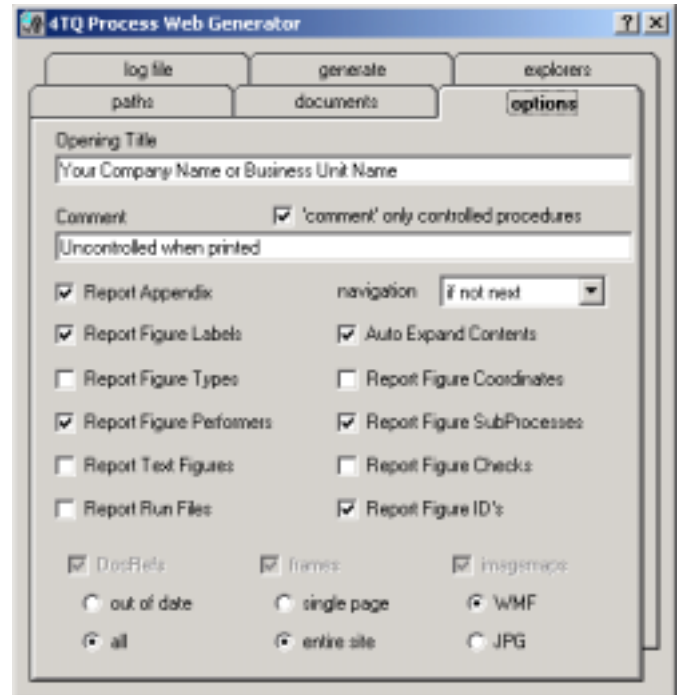 4TQ Process Web Generator
log file generate explorers
paths documents options
Opening Title
Your Company Name or Business Unit Name
Comment 'comment' only controlled procedures
Uncontrolled when printed
Report Appendix navigation if not next
Report Figure Labels Auto Expand Contents
Report Figure Types Report Figure Coordinates
Report Figure Performers Report Figure SubProcesses
Report Text Figures Report Figure Checks
Report Run Files Report Figure ID's
DocRefs frames imagemaps
out of date single page WMF
all entire site JPG